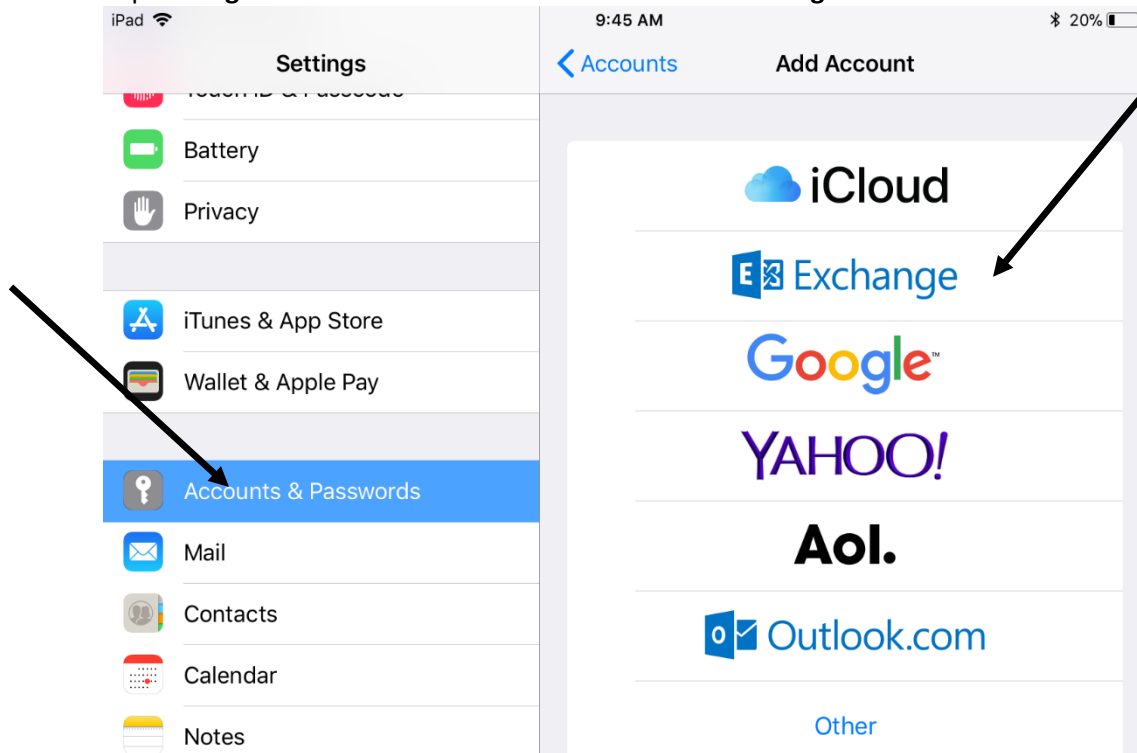 iPad 9:45 AM 20%
Settings
Accounts Add Account
Battery
Privacy
iTunes & App Store
Wallet & Apple Pay
Accounts & Passwords
Mail
Contacts
Calendar
Notes
iCloud
E Exchange
Google™
YAHOO!
Aol.
o Outlook.com
Other